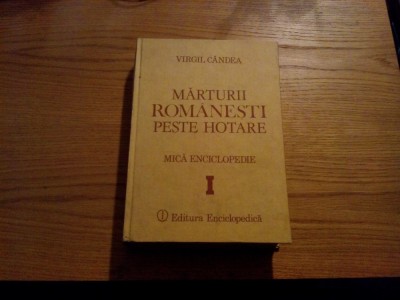 VIRGIL CÂNDEA
MĂRTURII
ROMÂNEȘTI
PESTE HOTARE
MICĂ ENCICLOPEDIE
I
Editura Enciclopedică